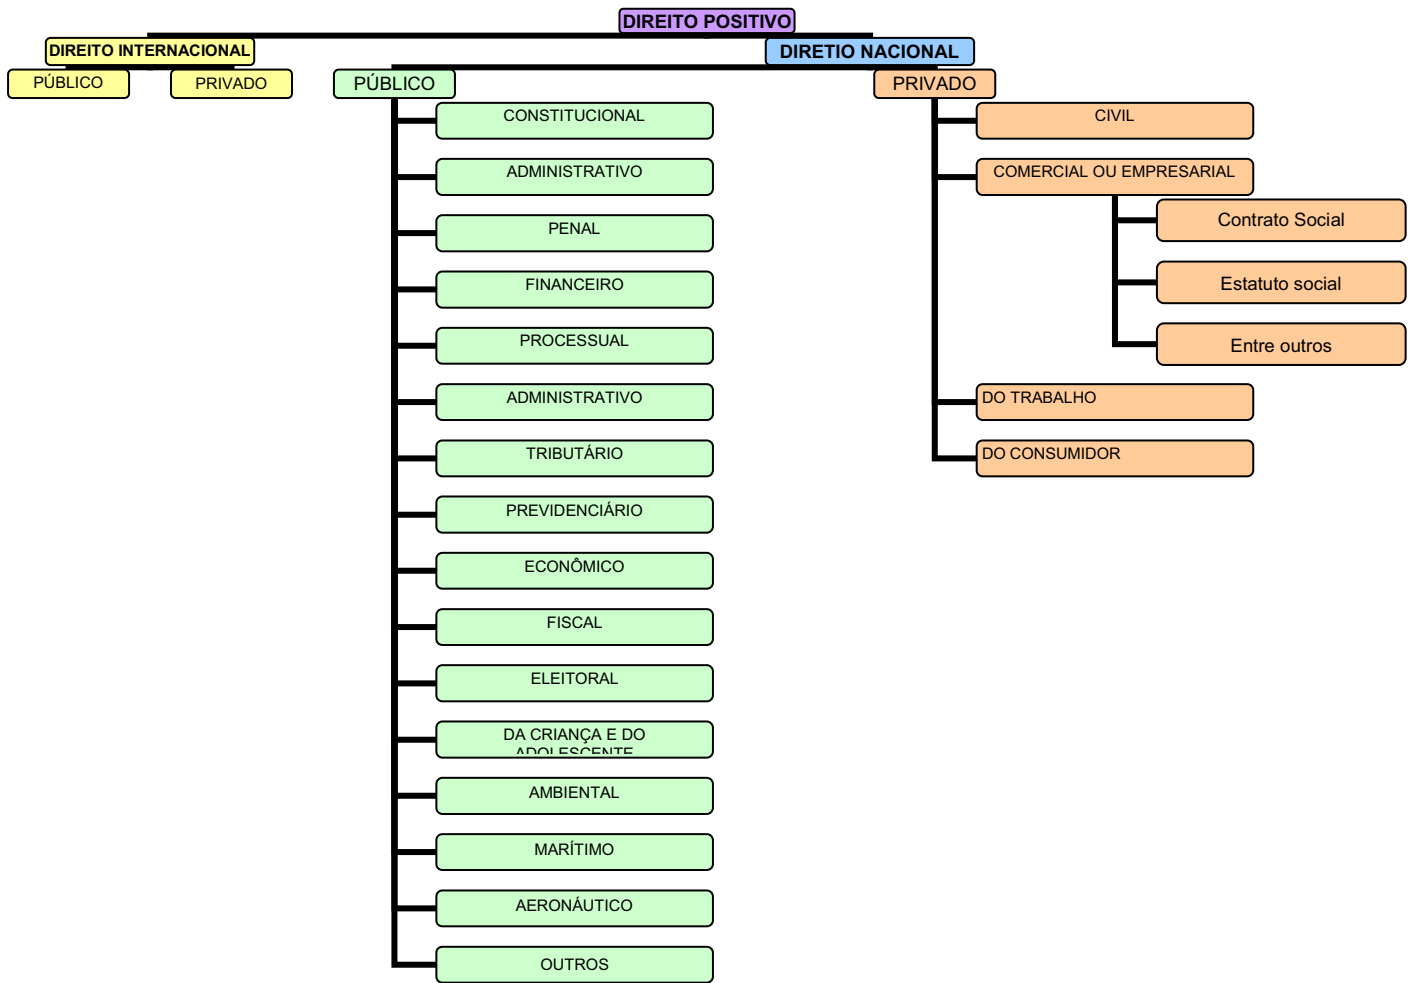 DIREITO POSITIVO
DIREITO INTERNACIONAL
DIRETIO NACIONAL
PÚBLICO
PRIVADO
PÚBLICO
PRIVADO
CONSTITUCIONAL
ADMINISTRATIVO
PENAL
FINANCEIRO
PROCESSUAL
ADMINISTRATIVO
TRIBUTÁRIO
PREVIDENCIÁRIO
ECONÔMICO
FISCAL
ELEITORAL
DA CRIANÇA E DO
ADOLESCENTE
AMBIENTAL
MARÍTIMO
AERONÁUTICO
OUTROS
CIVIL
COMERCIAL OU EMPRESARIAL
Contrato Social
Estatuto social
Entre outros
DO TRABALHO
DO CONSUMIDOR